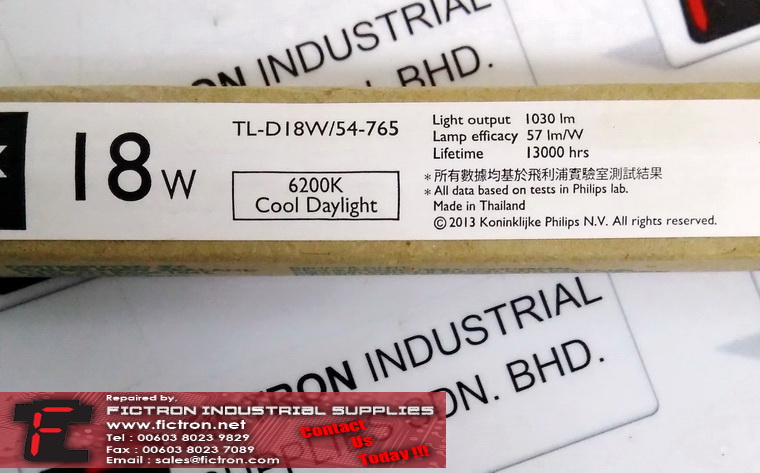 ON INDUSTRIAL
BHD.
18W
TL-D18W/54-765
6200K
Cool Daylight
Light output 1030 lm
Lamp efficacy 57 lm/W
Lifetime 13000 hrs
*所有數據均基於飛利浦實驗室測試結果
*All data based on tests in Philips lab.
Made in Thailand
© 2013 Koninklijke Philips N.V. All rights reserved.
RON INDUSTRIAL
SDN. BHD.
Repaired by,
FICTRON INDUSTRIAL SUPPLIES
www.fictron.net
Tel : 00603 8023 9829
Fax : 00603 8023 7089
Email : sales@fictron.com
Contact
Us
Today !!!